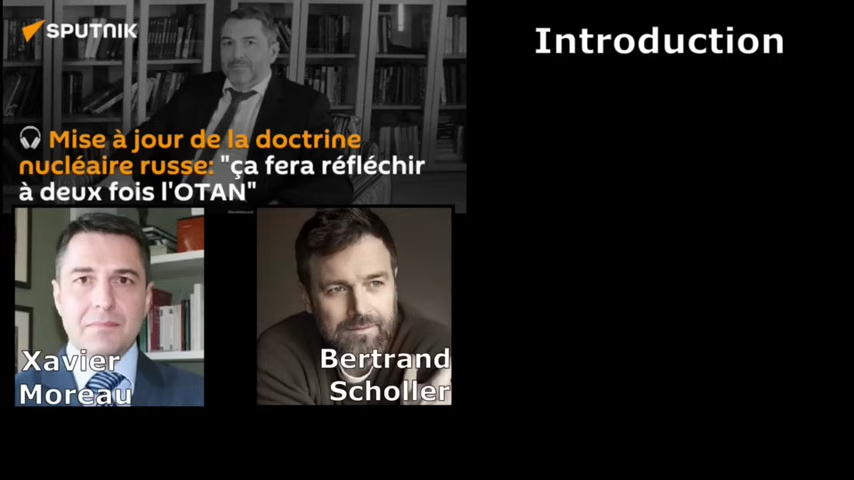 SPUTNIK
Introduction
Mise à jour de la doctrine
nucléaire russe: "ça fera réfléchir
à deux fois l'OTAN"
Xavier
Moreau
Bertrand
Scholler